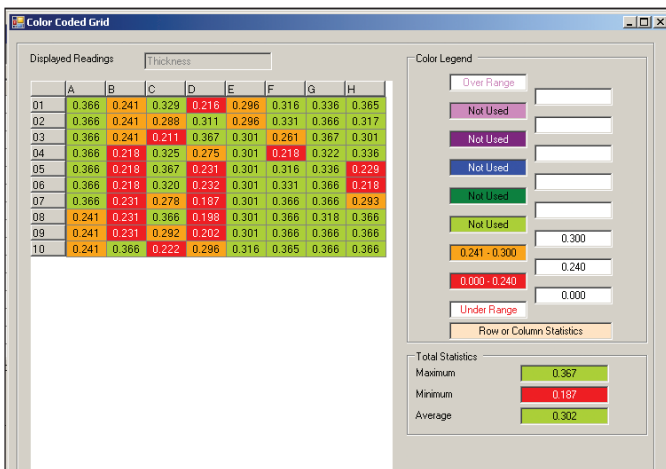 Color Coded Grid
Displayed Readings Thickness
A B C D E F G H
01 0.366 0.241 0.329 0.216 0.296 0.316 0.336 0.365
02 0.366 0.241 0.288 0.311 0.296 0.331 0.366 0.317
03 0.366 0.241 0.211 0.367 0.301 0.261 0.367 0.301
04 0.366 0.218 0.325 0.275 0.301 0.218 0.322 0.336
05 0.366 0.218 0.367 0.231 0.301 0.316 0.336 0.229
06 0.366 0.218 0.320 0.232 0.301 0.331 0.366 0.218
07 0.366 0.231 0.278 0.187 0.301 0.366 0.366 0.293
08 0.241 0.231 0.366 0.198 0.301 0.366 0.318 0.366
09 0.241 0.231 0.292 0.202 0.301 0.366 0.366 0.366
10 0.241 0.366 0.222 0.296 0.316 0.365 0.366 0.366
Color Legend
Over Range
Not Used
Not Used
Not Used
Not Used
Not Used
0.300
0.241 - 0.300
0.240
0.000 - 0.240
0.000
Under Range
Row or Column Statistics
Total Statistics
Maximum 0.367
Minimum 0.187
Average 0.302